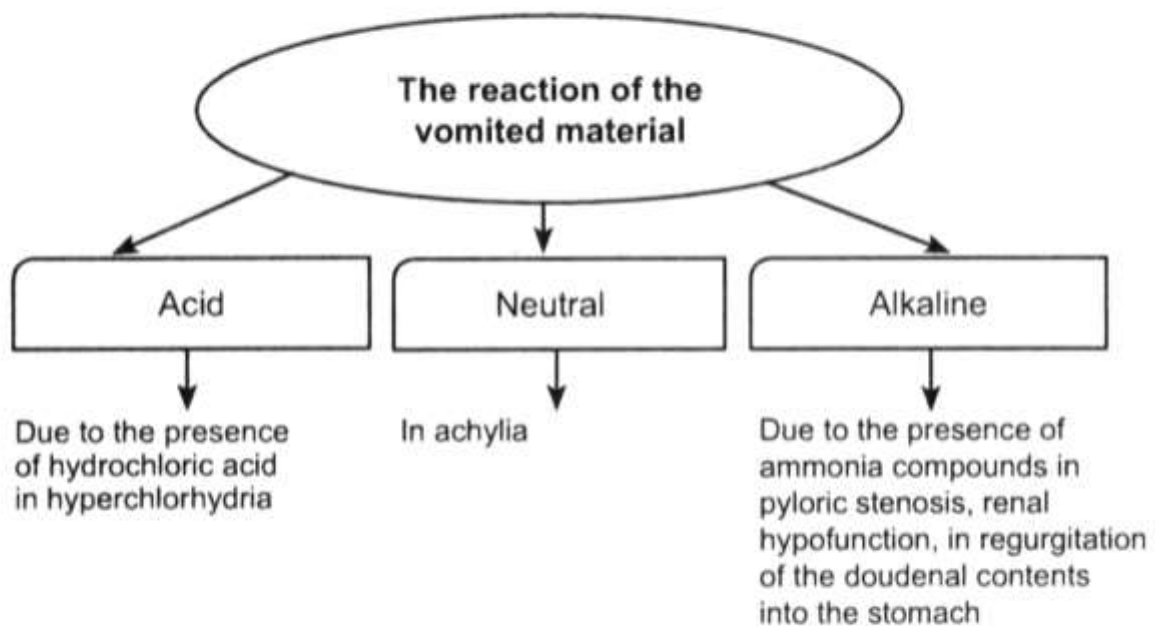 The reaction of the
vomited material
Acid
Neutral
Alkaline
Due to the presence
of hydrochloric acid
in hyperchlorhydria
In achylia
Due to the presence of
ammonia compounds in
pyloric stenosis, renal
hypofunction, in regurgitation
of the doudenal contents
into the stomach